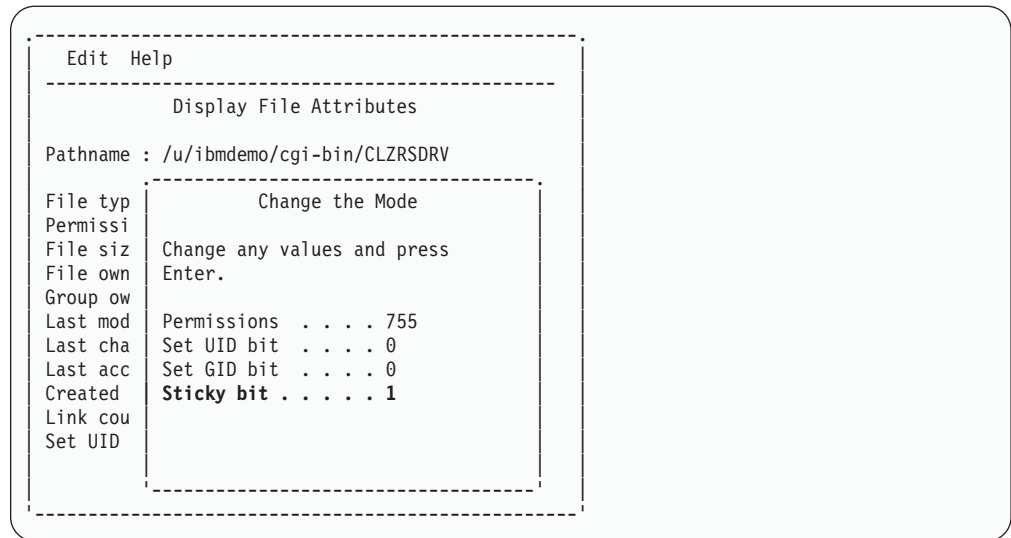 Edit Help
Display File Attributes
Pathname : /u/ibmdemo/cgi-bin/CLZRSDRV
File typ
Change the Mode
Permissi
File siz
Change any values and press
File own
Enter.
Group ow
Last mod
Permissions . . . . 755
Last cha
Set UID bit . . . . 0
Last acc
Set GID bit . . . . 0
Created
Sticky bit . . . . . 1
Link cou
Set UID